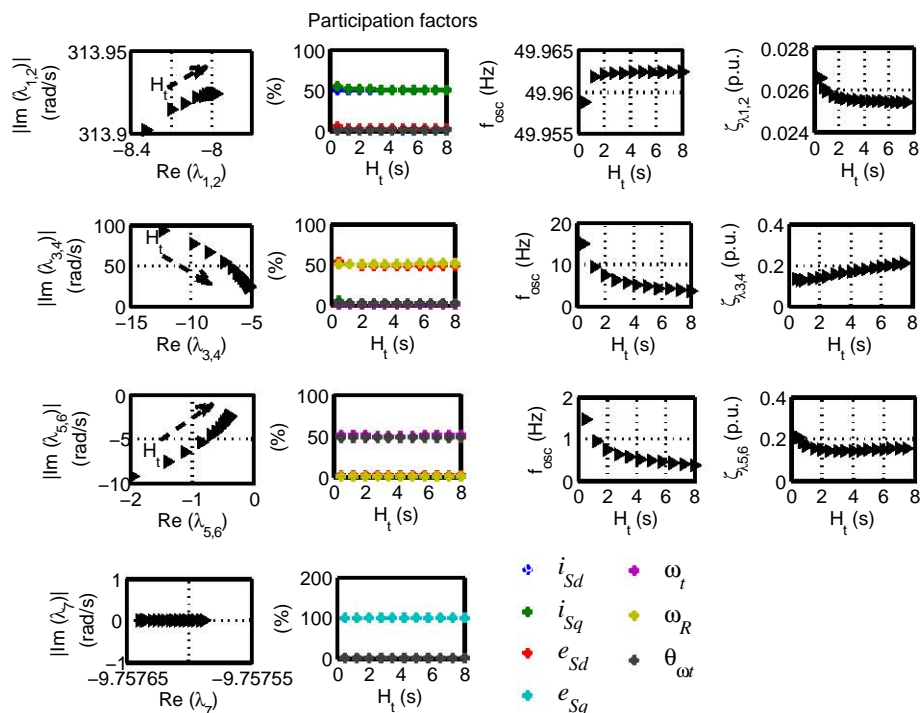 Participation factors
313.95
313.9
|Im (λ1,2)|
(rad/s)
Ht
−8.4 −8
Re (λ1,2)
100
50
0
(%)
0 2 4 6 8
Ht (s)
49.965
49.96
49.955
fosc (Hz)
0 2 4 6 8
Ht (s)
0.028
0.026
0.024
ζλ1,2 (p.u.)
0 2 4 6 8
Ht (s)
100
50
0
|Im (λ3,4)|
(rad/s)
Ht
−15 −10 −5
Re (λ3,4)
100
50
0
(%)
0 2 4 6 8
Ht (s)
20
10
0
fosc (Hz)
0 2 4 6 8
Ht (s)
0.4
0.2
0
ζλ3,4 (p.u.)
0 2 4 6 8
Ht (s)
0
−5
−10
|Im (λ5,6)|
(rad/s)
Ht
−2 −1 0
Re (λ5,6)
100
50
0
(%)
0 2 4 6 8
Ht (s)
2
1
0
fosc (Hz)
0 2 4 6 8
Ht (s)
0.4
0.2
0
ζλ5,6 (p.u.)
0 2 4 6 8
Ht (s)
1
0
−1
|Im (λ7)|
(rad/s)
−9.75765 −9.75755
Re (λ7)
200
100
0
(%)
0 2 4 6 8
Ht (s)
iSd
iSq
eSd
eSq
ωt
ωR
θωt